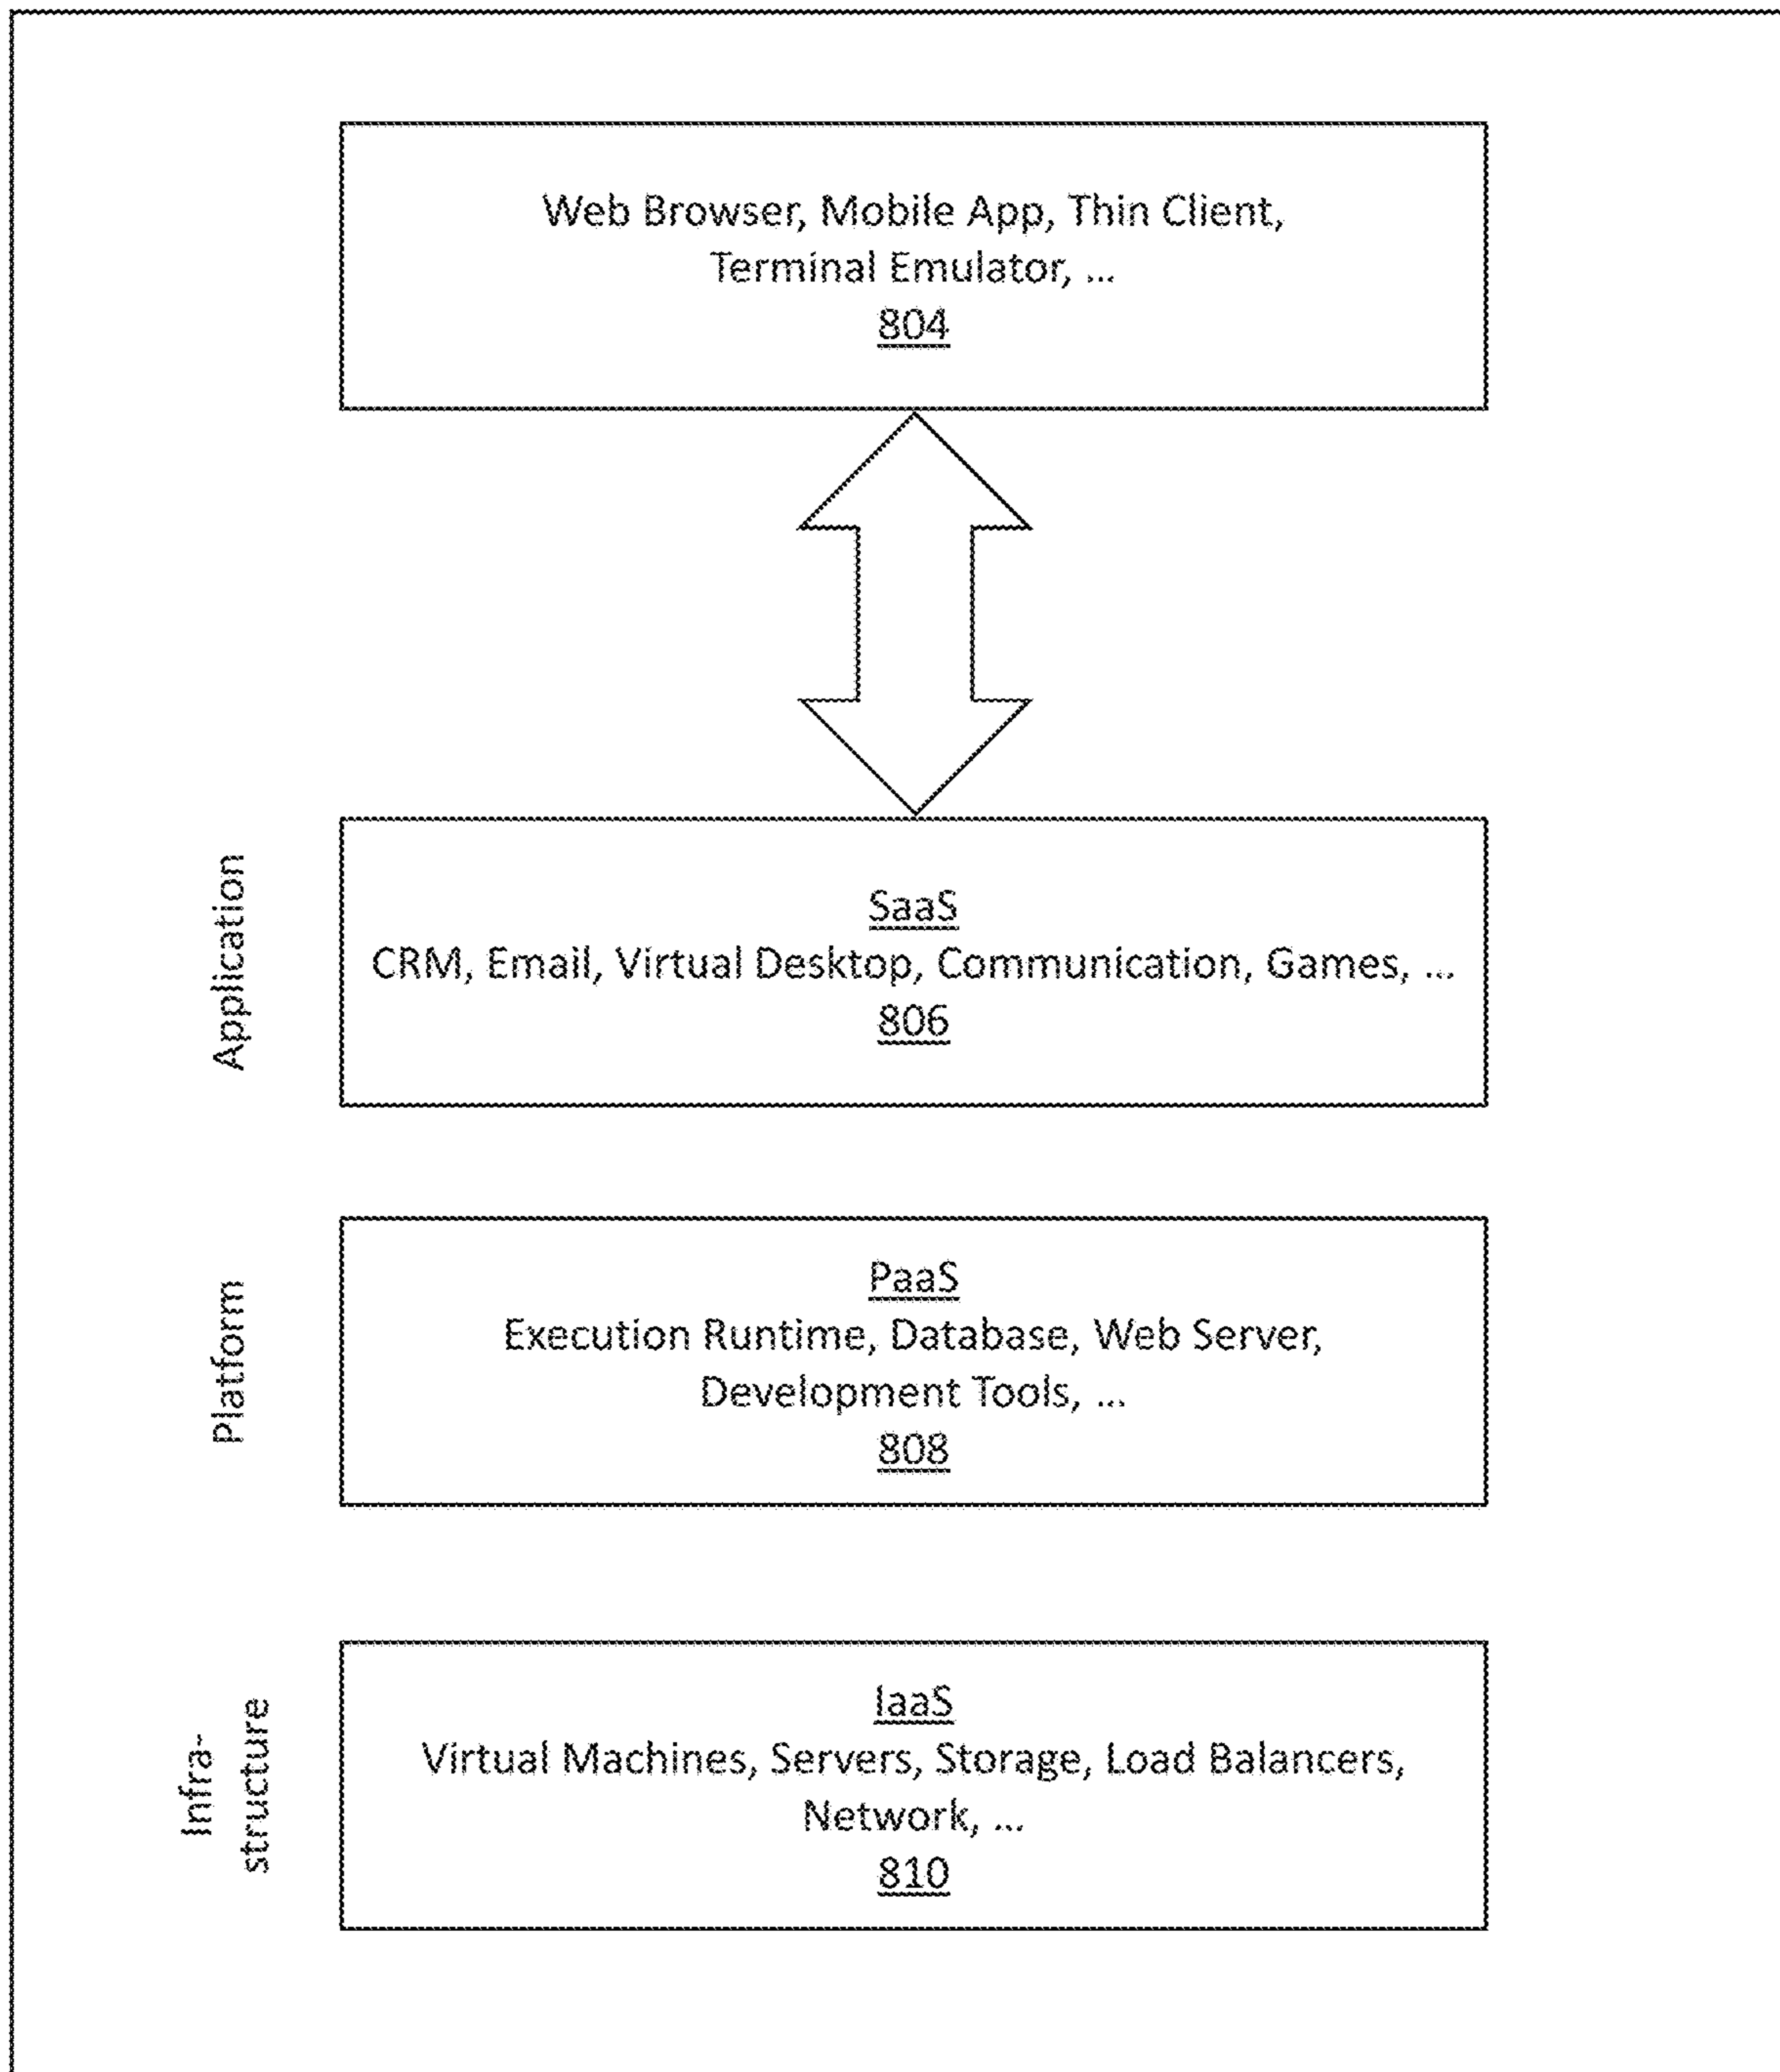 Web Browser, Mobile App, Thin Client,
Terminal Emulator, ...
804
Application
SaaS
CRM, Email, Virtual Desktop, Communication, Games, ...
806
Platform
PaaS
Execution Runtime, Database, Web Server,
Development Tools, ...
808
Infra-
structure
IaaS
Virtual Machines, Servers, Storage, Load Balancers,
Network, ...
810